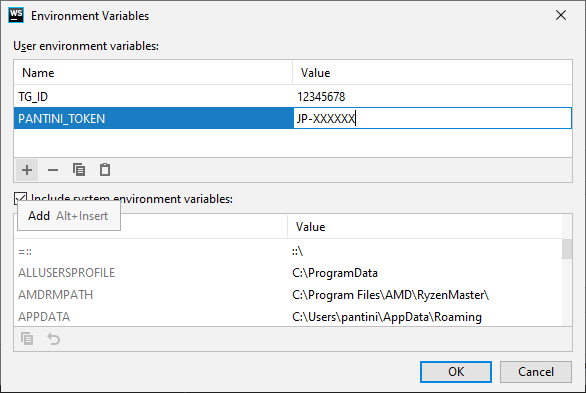 WS Environment Variables
User environment variables:
Name Value
TG_ID 12345678
PANTINI_TOKEN JP-XXXXXX
Include system environment variables:
Add Alt+Insert
Value
=:: ::\
ALLUSERSPROFILE C:\ProgramData
AMDRMPATH C:\Program Files\AMD\RyzenMaster\
APPDATA C:\Users\pantini\AppData\Roaming
OK Cancel